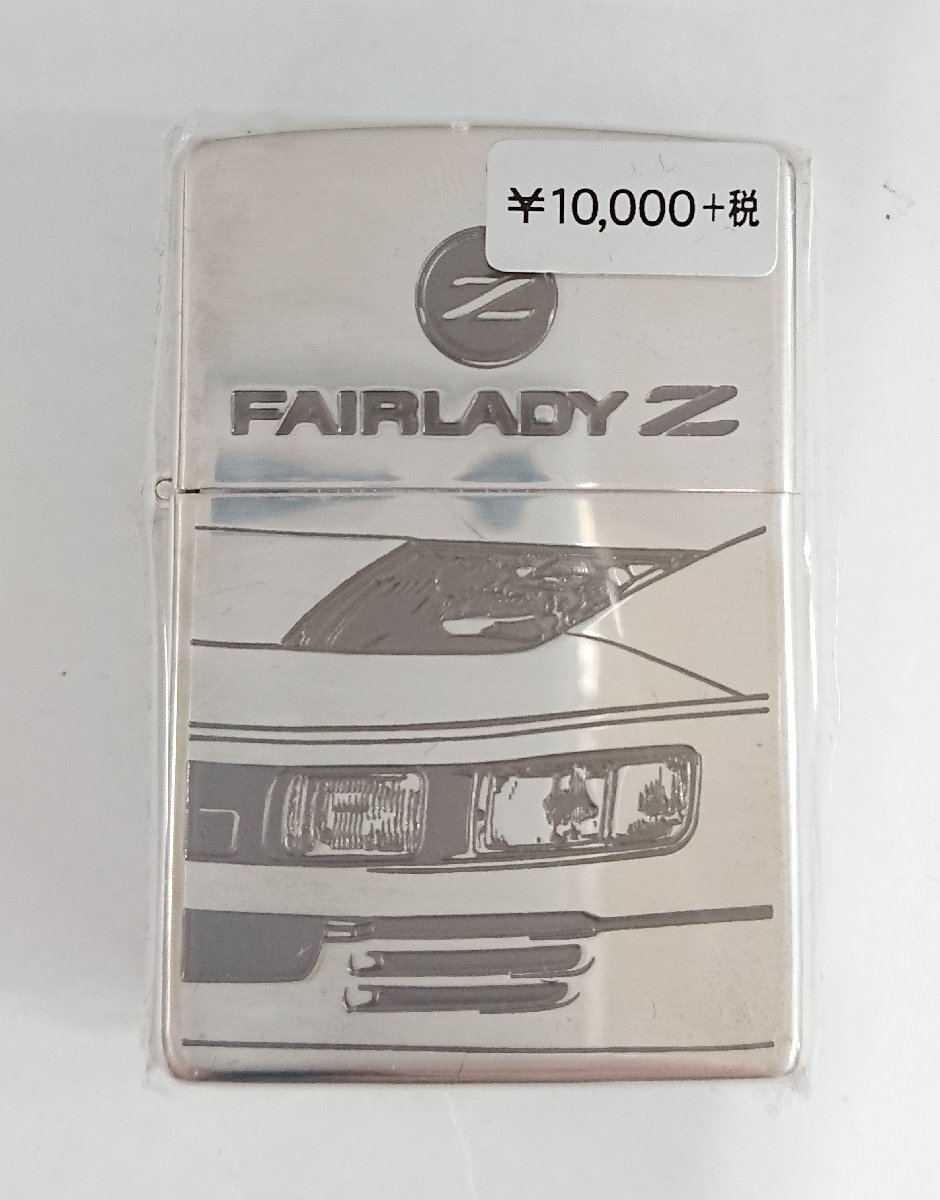 ¥10,000+税
Z
FAIRLADY Z